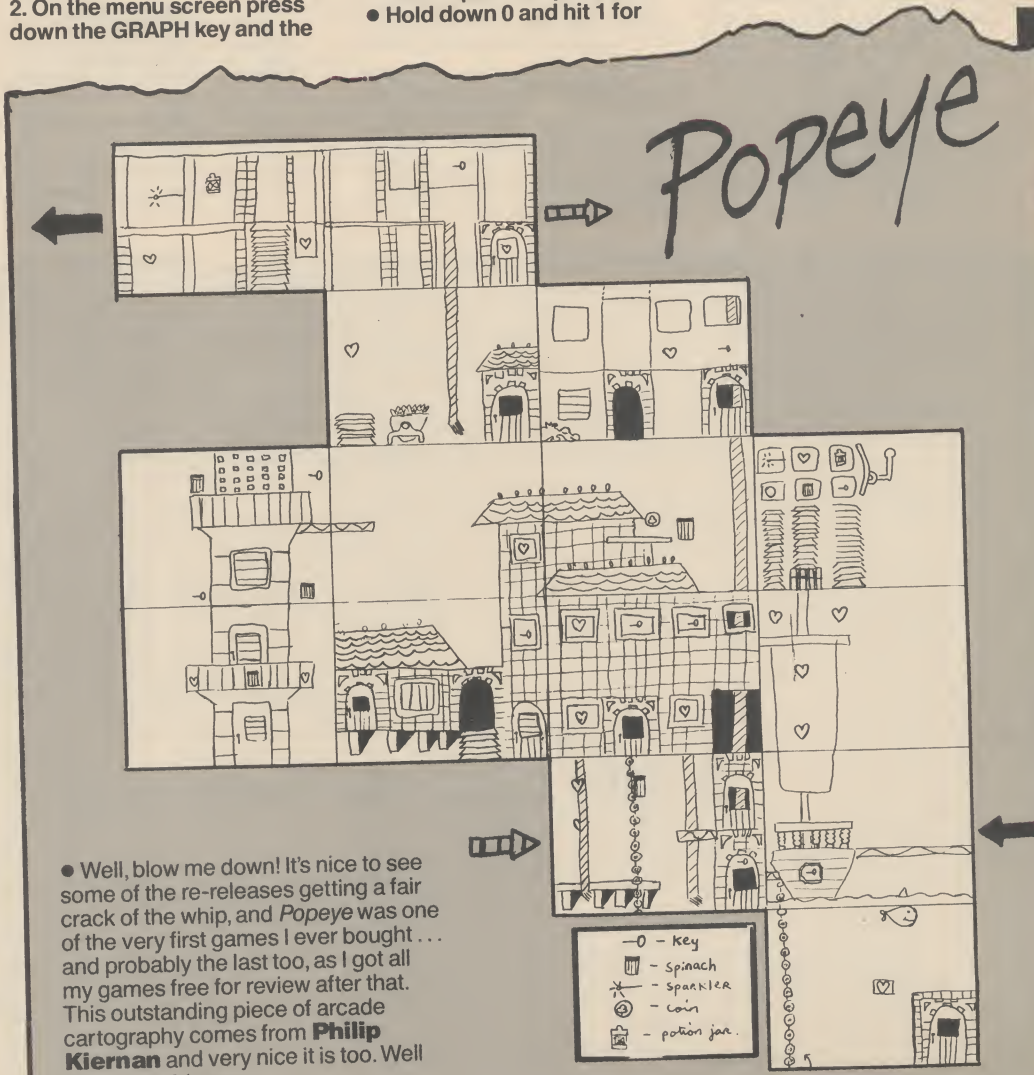 2. On the menu screen press
down the GRAPH key and the
● Hold down 0 and hit 1 for
Popeye
● Well, blow me down! It's nice to see
some of the re-releases getting a fair
crack of the whip, and Popeye was one
of the very first games I ever bought...
and probably the last too, as I got all
my games free for review after that.
This outstanding piece of arcade
cartography comes from Philip
Kiernan and very nice it is too. Well
- key
- spinach
- sparkler
- coin
- potion jar.